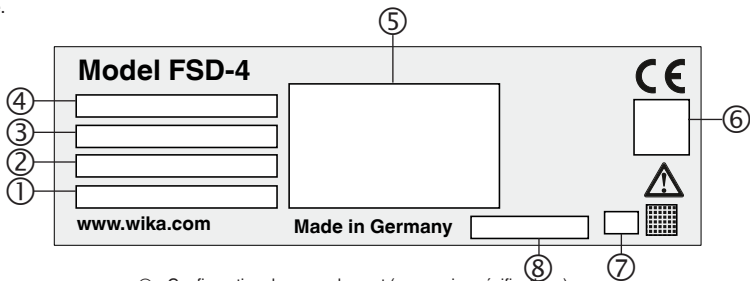 ⑤
Model FSD-4
CE
④
③
②
①
⑥
www.wika.com
Made in Germany
⑧
⑦